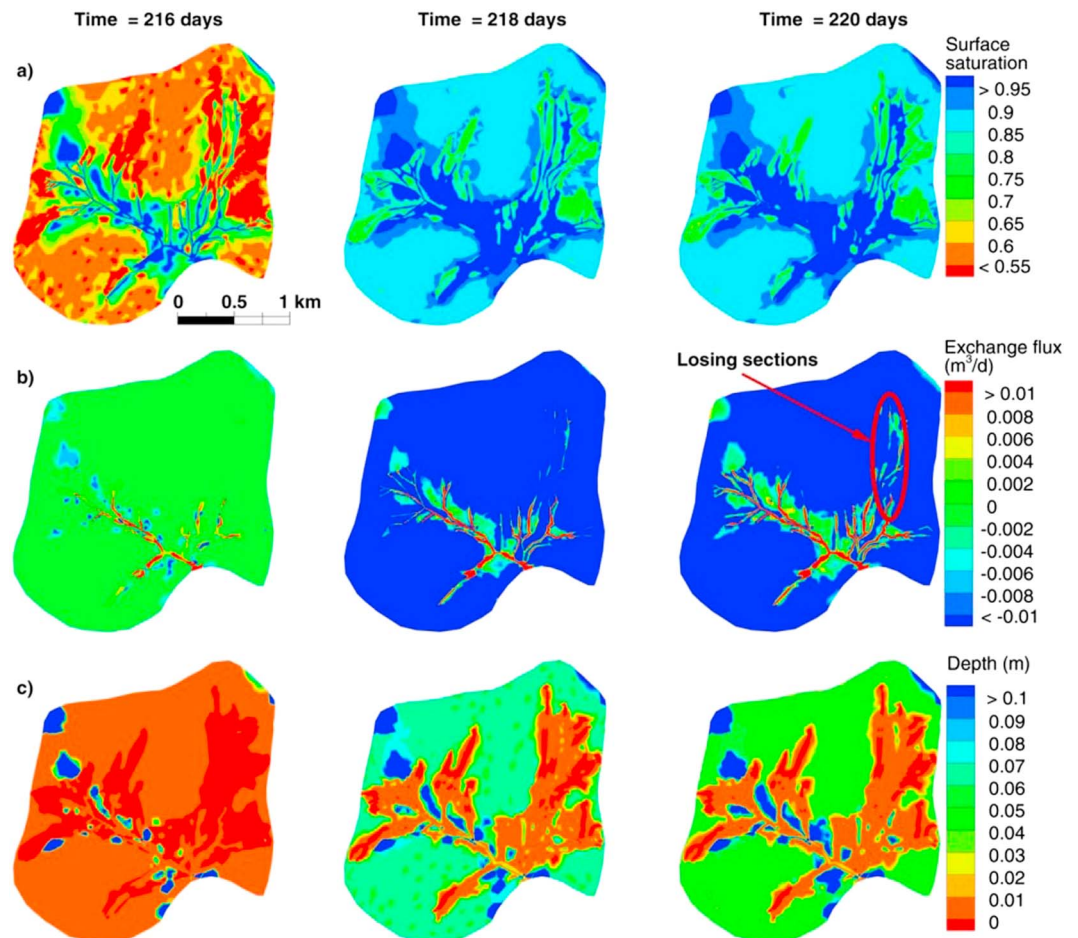 Time = 216 days
Time = 218 days
Time = 220 days
a)
Surface
saturation
> 0.95
0.9
0.85
0.8
0.75
0.7
0.65
0.6
< 0.55
0 0.5 1 km
b)
Losing sections
Exchange flux
(m³/d)
> 0.01
0.008
0.006
0.004
0.002
0
-0.002
-0.004
-0.006
-0.008
< -0.01
c)
Depth (m)
> 0.1
0.09
0.08
0.07
0.06
0.05
0.04
0.03
0.02
0.01
0